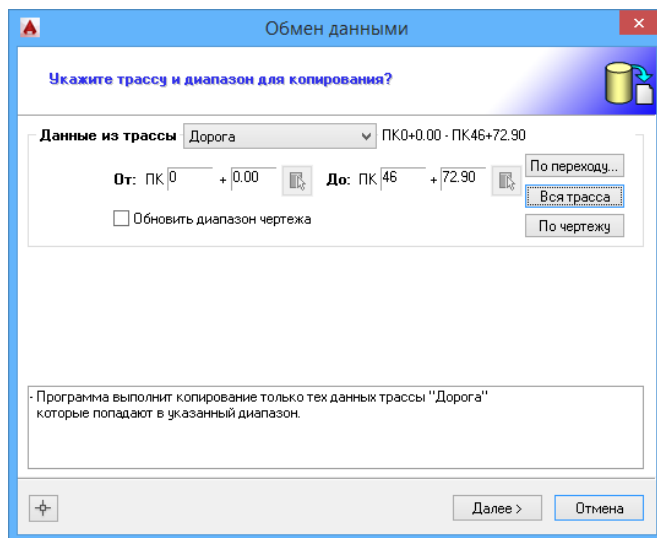 Обмен данными
Укажите трассу и диапазон для копирования?
Данные из трассы Дорога ПК0+0.00 - ПК46+72.90
От: ПК 0 + 0.00 До: ПК 46 + 72.90
По переходу...
Вся трасса
Обновить диапазон чертежа
По чертежу
- Программа выполнит копирование только тех данных трассы "Дорога"
которые попадают в указанный диапазон.
Далее > Отмена